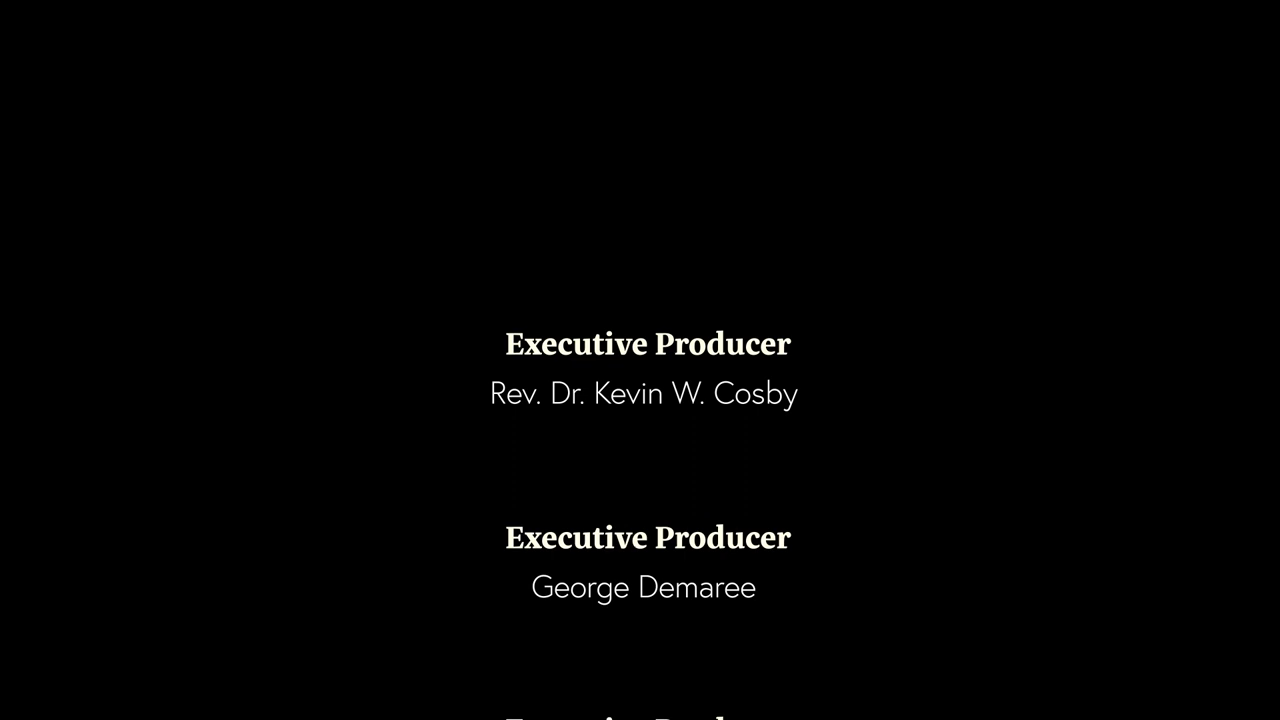 Executive Producer
Rev. Dr. Kevin W. Cosby
Executive Producer
George Demaree